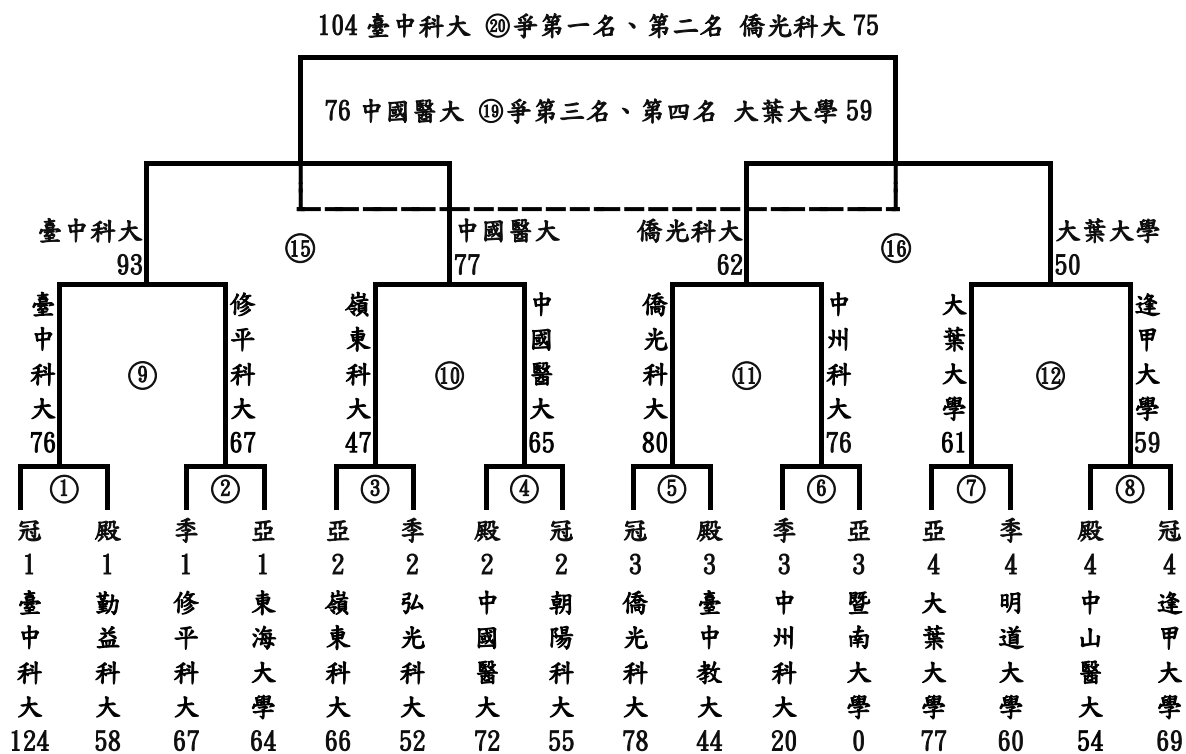 104 臺中科大 ⑳爭第一名、第二名 僑光科大 75
76 中國醫大 ⑲爭第三名、第四名 大葉大學 59
臺中科大
93
⑮
中國醫大
77
僑光科大
62
⑯
大葉大學
50
臺中科大
76
⑨
修平科大
67
嶺東科大
47
⑩
中國醫大
65
僑光科大
80
⑪
中州科大
76
大葉大學
61
⑫
逢甲大學
59
①
②
③
④
⑤
⑥
⑦
⑧
冠1臺中科大
124
殿1勤益科大
58
季1修平科大
67
亞1東海大學
64
亞2嶺東科大
66
季2弘光科大
52
殿2中國醫大
72
冠2朝陽科大
55
冠3僑光科大
78
殿3臺中教大
44
季3中州科大
20
亞3暨南大學
0
亞4大葉大學
77
季4明道大學
60
殿4中山醫大
54
冠4逢甲大學
69